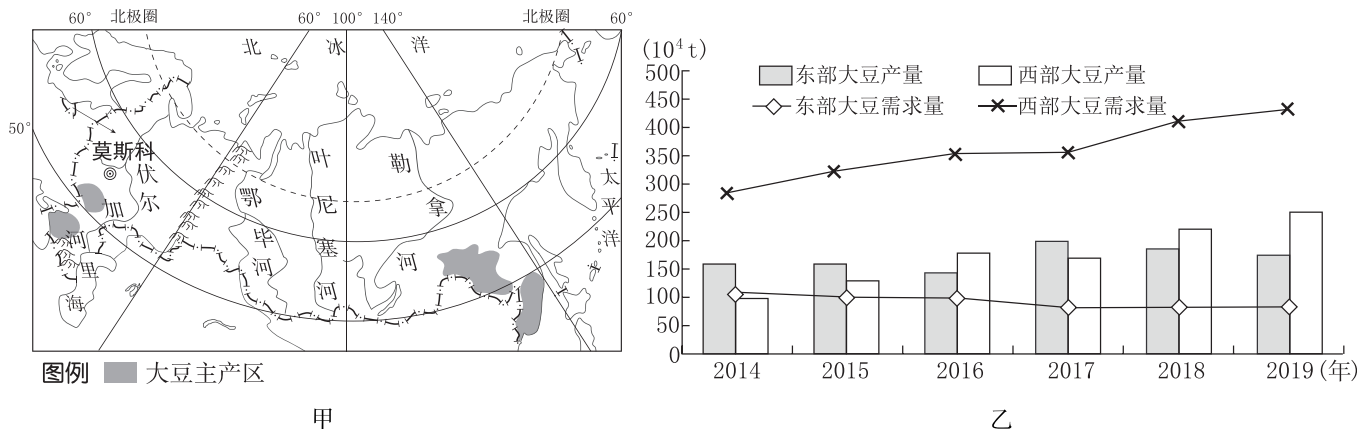 60° 北极圈 60° 100° 140° 北极圈 60°
北冰洋
50°
莫斯科
伏尔加河
里海
鄂毕河
叶尼塞河
勒拿河
太平洋
图例 大豆主产区
甲
(10⁴t)
500
450
400
350
300
250
200
150
100
50
0
东部大豆产量 西部大豆产量
东部大豆需求量 西部大豆需求量
2014 2015 2016 2017 2018 2019(年)
乙